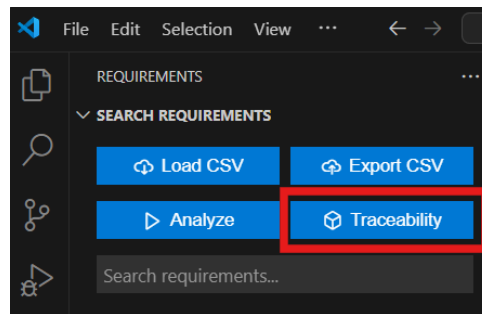 File Edit Selection View ...
REQUIREMENTS ...
SEARCH REQUIREMENTS
Load CSV Export CSV
Analyze Traceability
Search requirements...